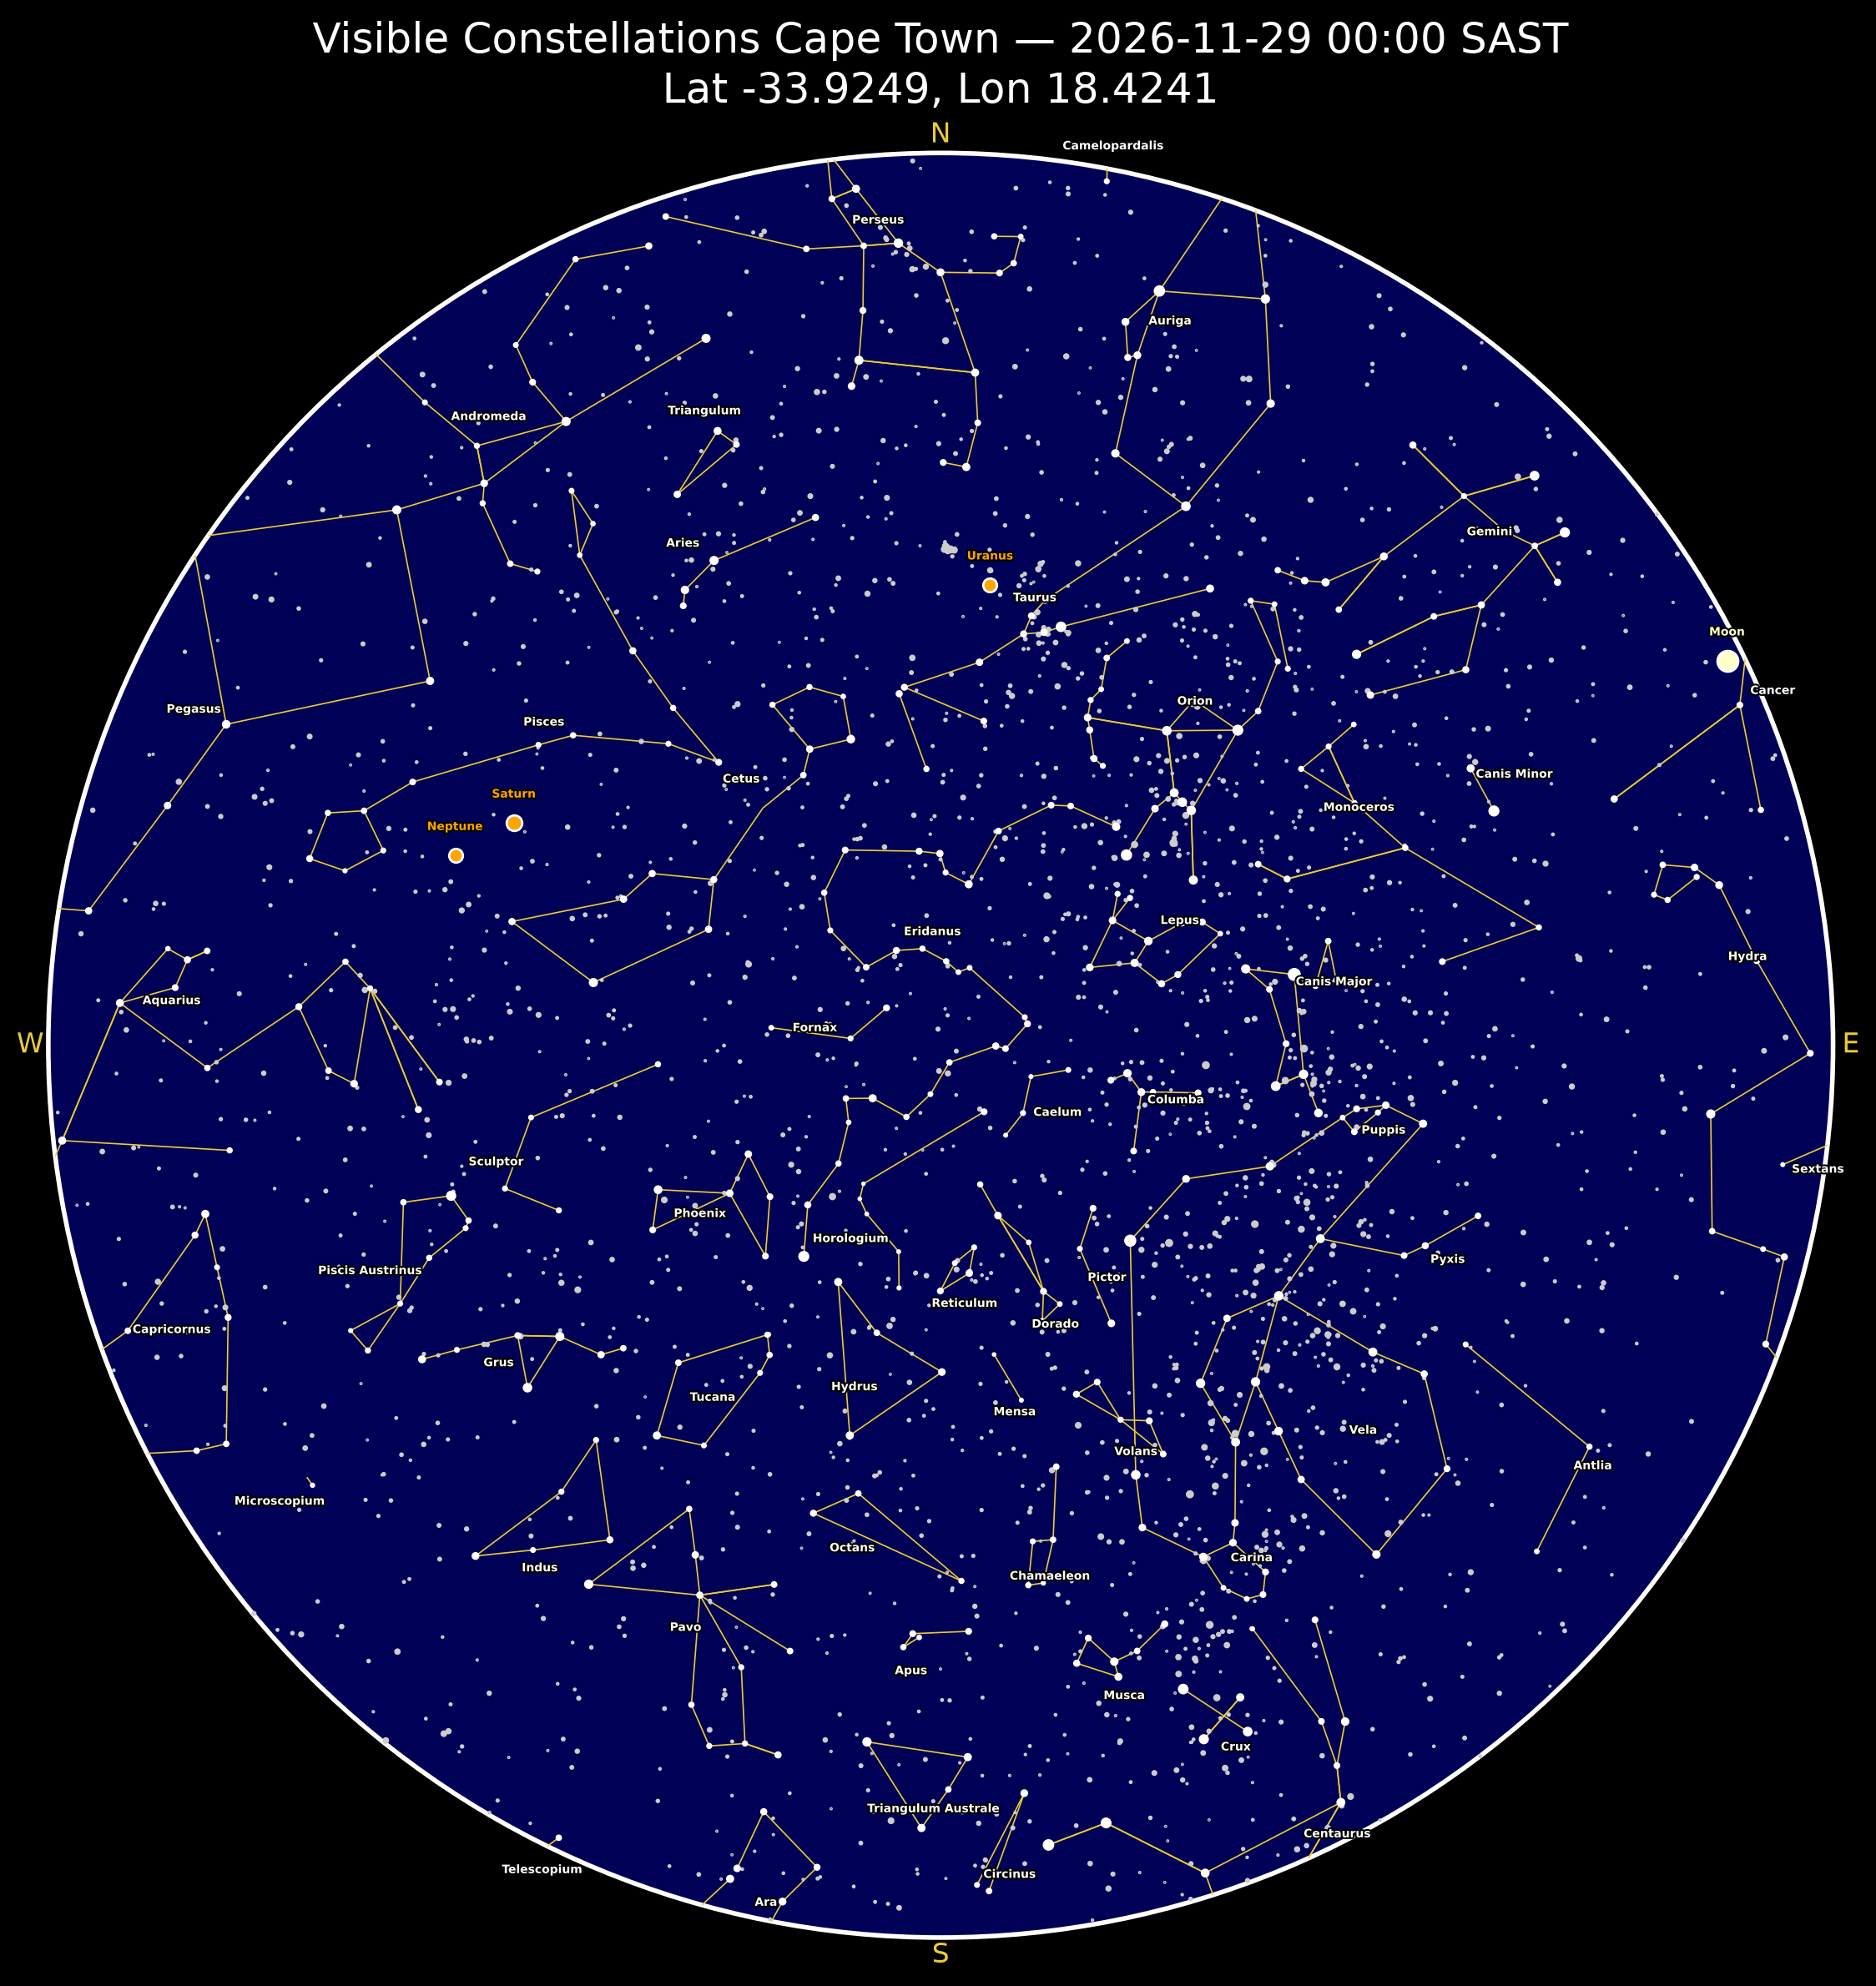 Visible Constellations Cape Town — 2026-11-29 00:00 SAST
Lat -33.9249, Lon 18.4241
N
Camelopardalis
Perseus
Auriga
Triangulum
Andromeda
Gemini
Aries
Uranus
Taurus
Moon
Cancer
Orion
Pegasus
Pisces
Canis Minor
Cetus
Saturn
Monoceros
Neptune
Lepus
Eridanus
Hydra
Canis Major
Aquarius
Fornax
W
E
Columba
Caelum
Puppis
Sculptor
Sextans
Phoenix
Horologium
Pyxis
Piscis Austrinus
Pictor
Reticulum
Dorado
Capricornus
Grus
Hydrus
Tucana
Mensa
Vela
Volans
Antlia
Microscopium
Octans
Carina
Indus
Chamaeleon
Pavo
Apus
Musca
Crux
Triangulum Australe
Centaurus
Telescopium
Circinus
Ara
S